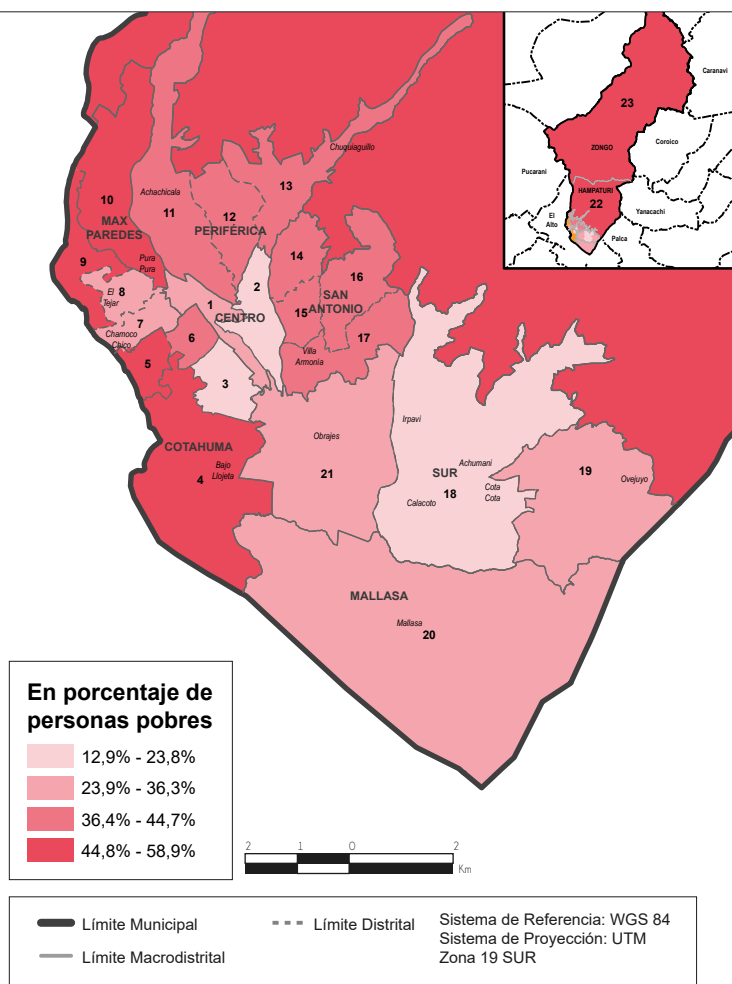 Caranavi
23
ZONGO
Coroico
Pucarani
HAMPATURI
22
El
Alto
Yanacachi
Palca
Chuquiaguillo
13
10
Achachicala
11
12
MAX
PAREDES
PERIFÉRICA
14
9
Pura
Pura
16
2
8
El
Tejar
SAN
ANTONIO
1
CENTRO
15
7
Chamoco
Chico
6
17
Villa
Armonia
5
3
Irpavi
Obrajes
COTAHUMA
Bajo
Llojeta
4
21
SUR
Achumani
19
Ovejuyo
Cota
Cota
18
Calacoto
MALLASA
Mallasa
20
En porcentaje de
personas pobres
12,9% - 23,8%
23,9% - 36,3%
36,4% - 44,7%
44,8% - 58,9%
2 1 0 2
Km
Límite Municipal
Límite Distrital
Límite Macrodistrital
Sistema de Referencia: WGS 84
Sistema de Proyección: UTM
Zona 19 SUR